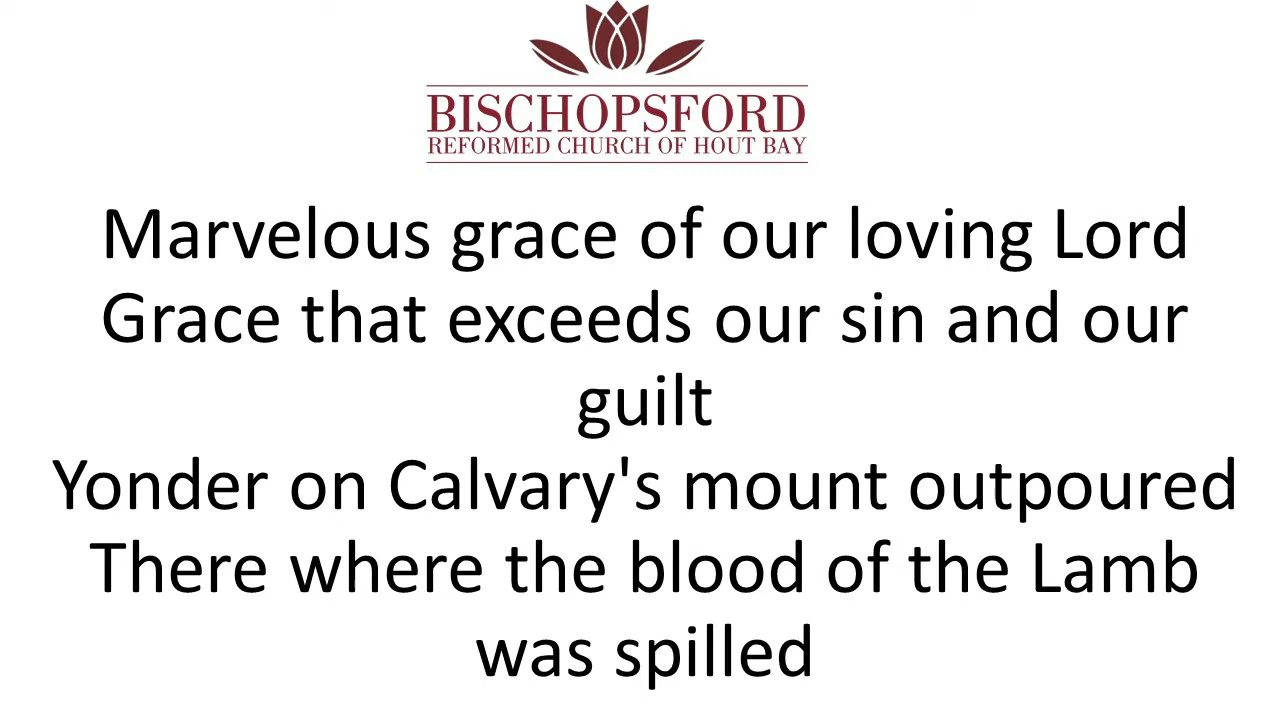 BISCHOPSFORD
REFORMED CHURCH OF HOUT BAY
Marvelous grace of our loving Lord
Grace that exceeds our sin and our
guilt
Yonder on Calvary's mount outpoured
There where the blood of the Lamb
was spilled